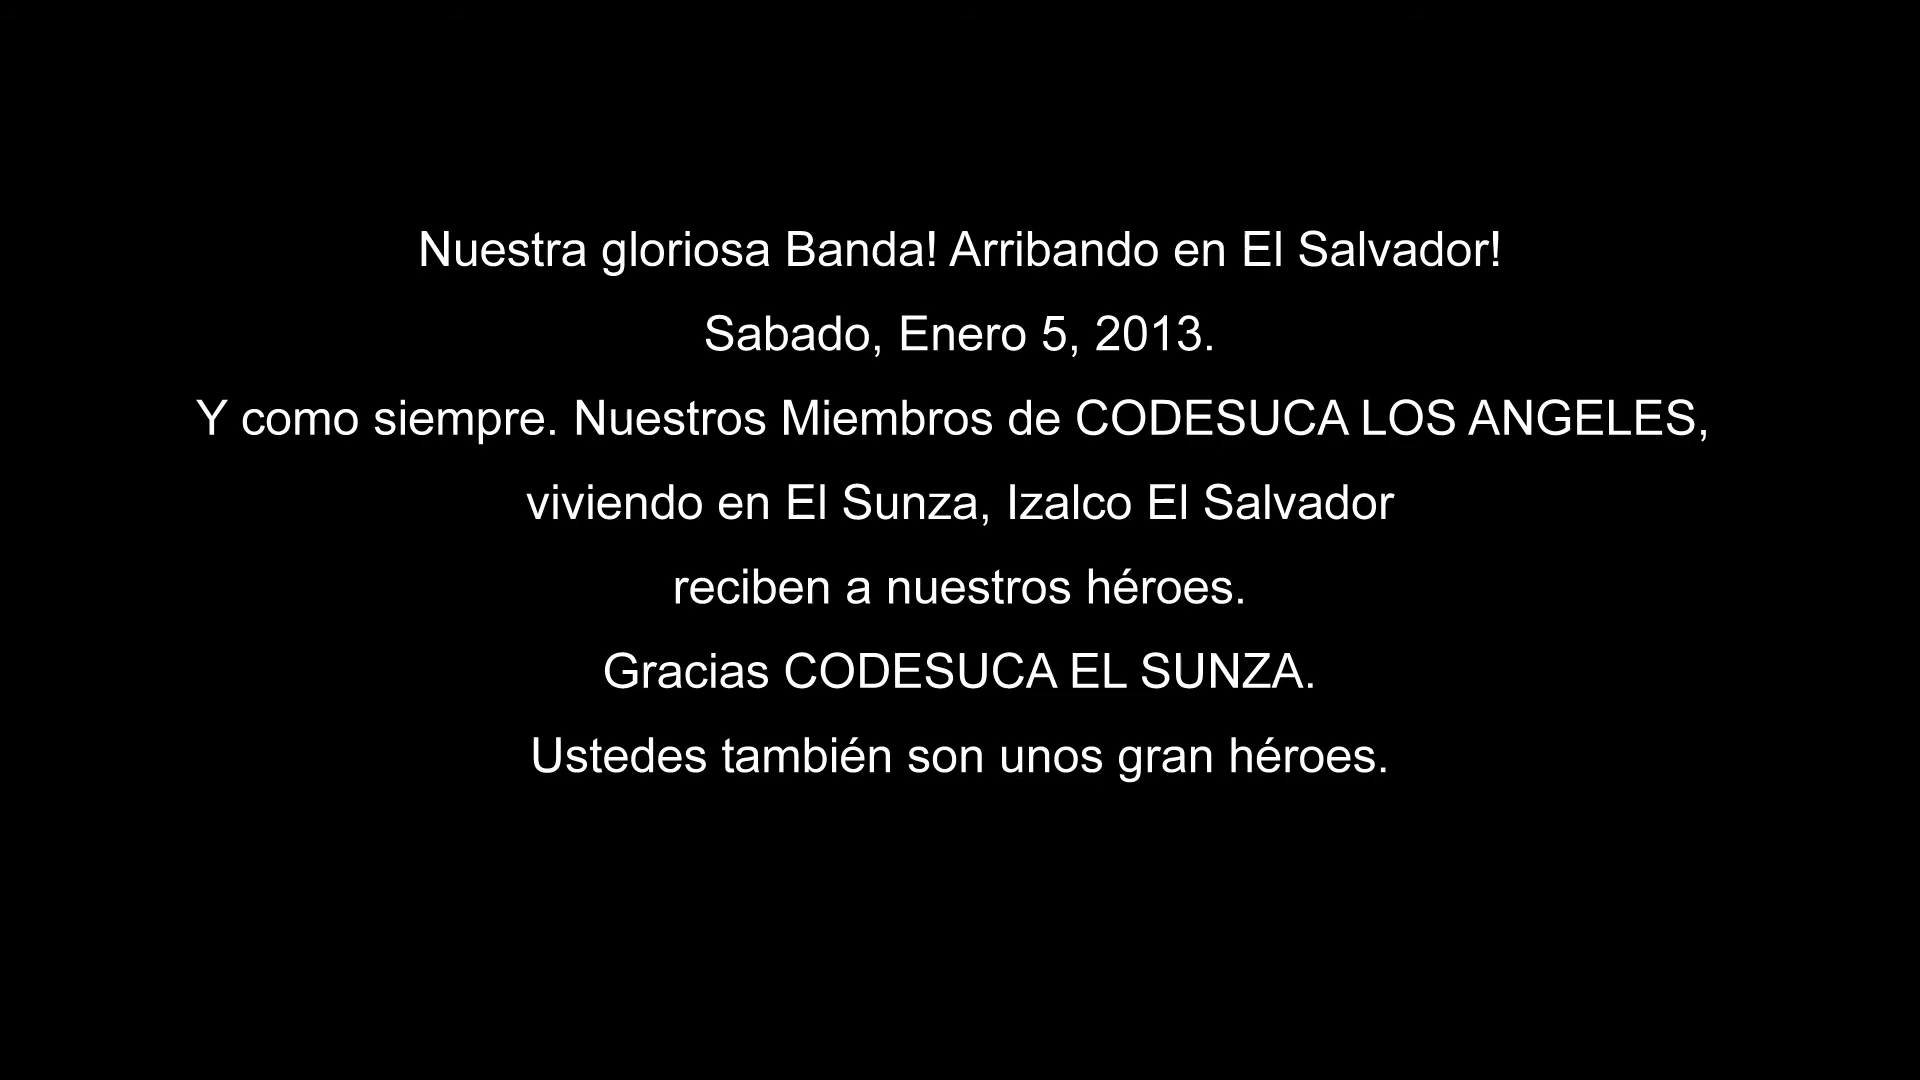 Nuestra gloriosa Banda! Arribando en El Salvador!
Sabado, Enero 5, 2013.
Y como siempre. Nuestros Miembros de CODESUCA LOS ANGELES,
viviendo en El Sunza, Izalco El Salvador
reciben a nuestros héroes.
Gracias CODESUCA EL SUNZA.
Ustedes también son unos gran héroes.